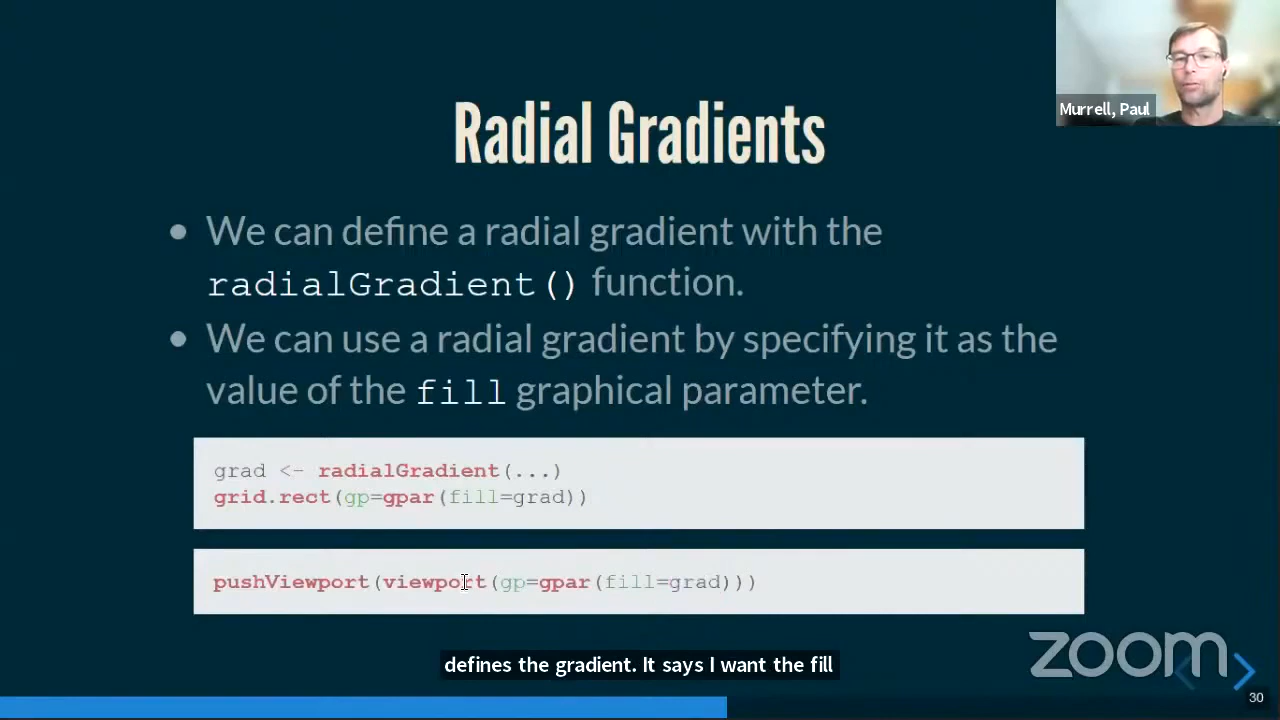 Murrell, Paul
Radial Gradients
• We can define a radial gradient with the
radialGradient() function.
• We can use a radial gradient by specifying it as the
value of the fill graphical parameter.
grad <- radialGradient(...)
grid.rect(gp=gpar(fill=grad))
pushViewport(viewport(gp=gpar(fill=grad)))
defines the gradient. It says I want the fill
zoom
30